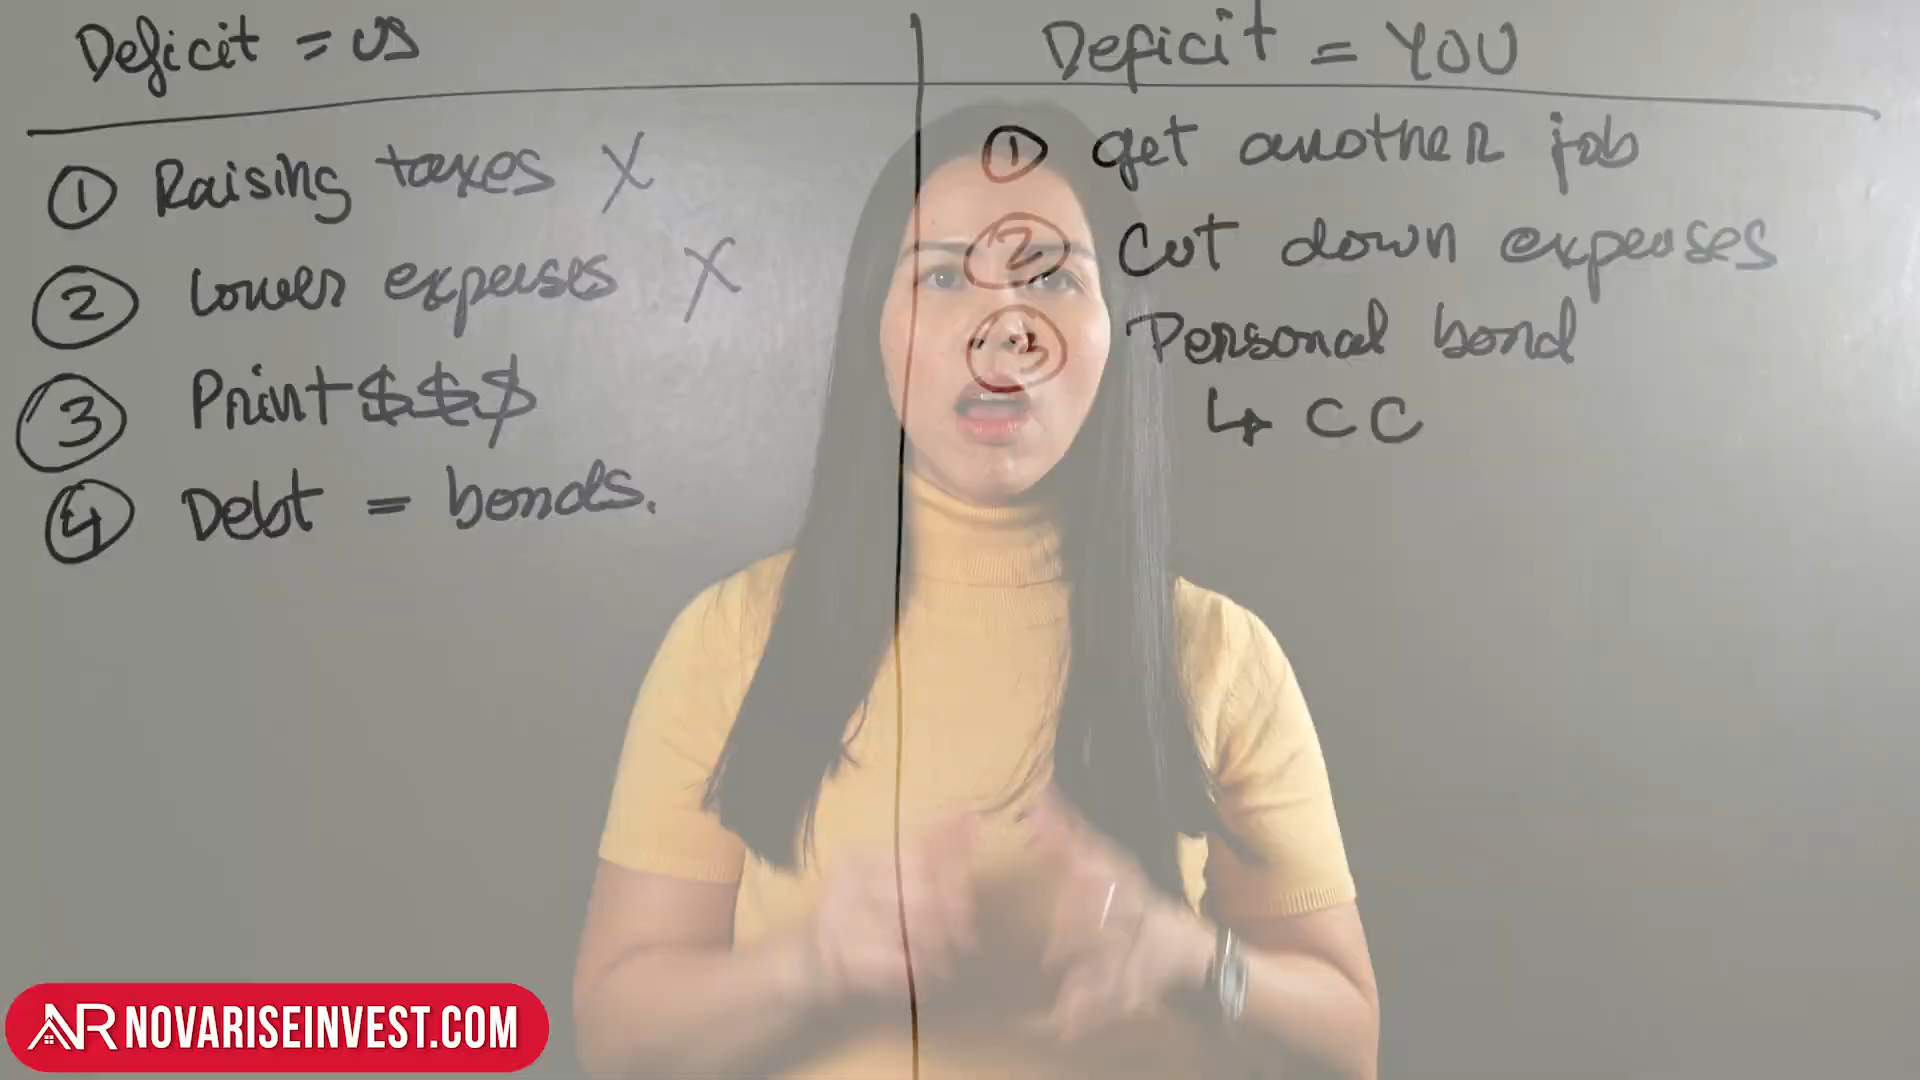 Deficit = US
① Raising taxes X
② Lower expenses X
③ Print $$$
④ Debt = bonds.
Deficit = YOU
① get another job
② Cut down expenses
③ Personal bond
↳ CC
NR NOVARISEINVEST.COM